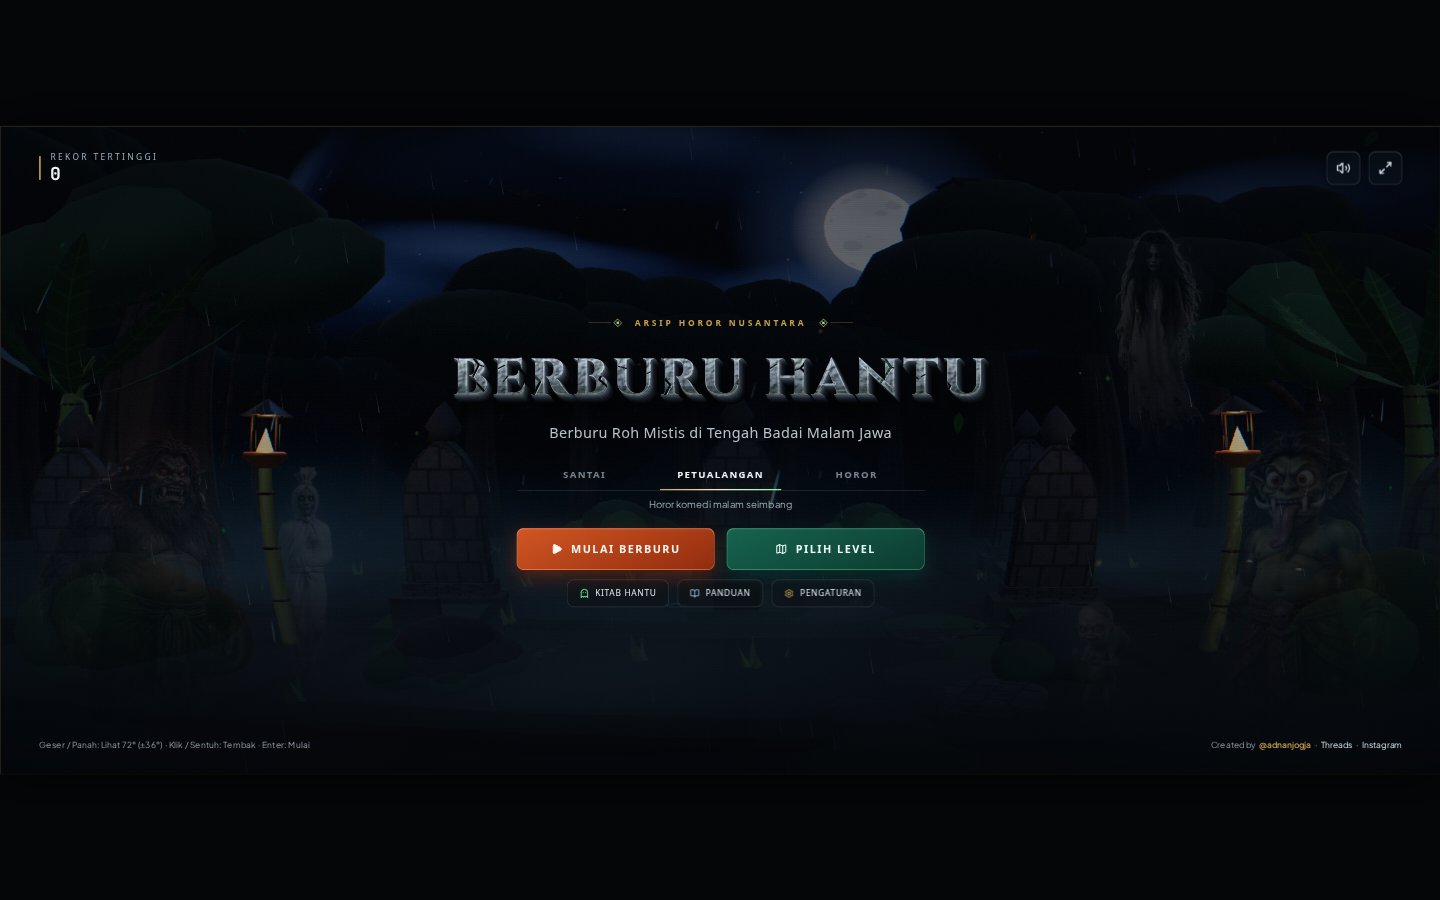 REKOR TERTINGGI
0
ARSIP HOROR NUSANTARA
BERBURU HANTU
Berburu Roh Mistis di Tengah Badai Malam Jawa
SANTAI PETUALANGAN HOROR
Horor komedi malam seimbang
MULAI BERBURU PILIH LEVEL
KITAB HANTU PANDUAN PENGATURAN
Geser / Panah: Lihat 72° (±36°) · Klik / Sentuh: Tembak · Enter: Mulai
Created by @adnanjogja · Threads · Instagram